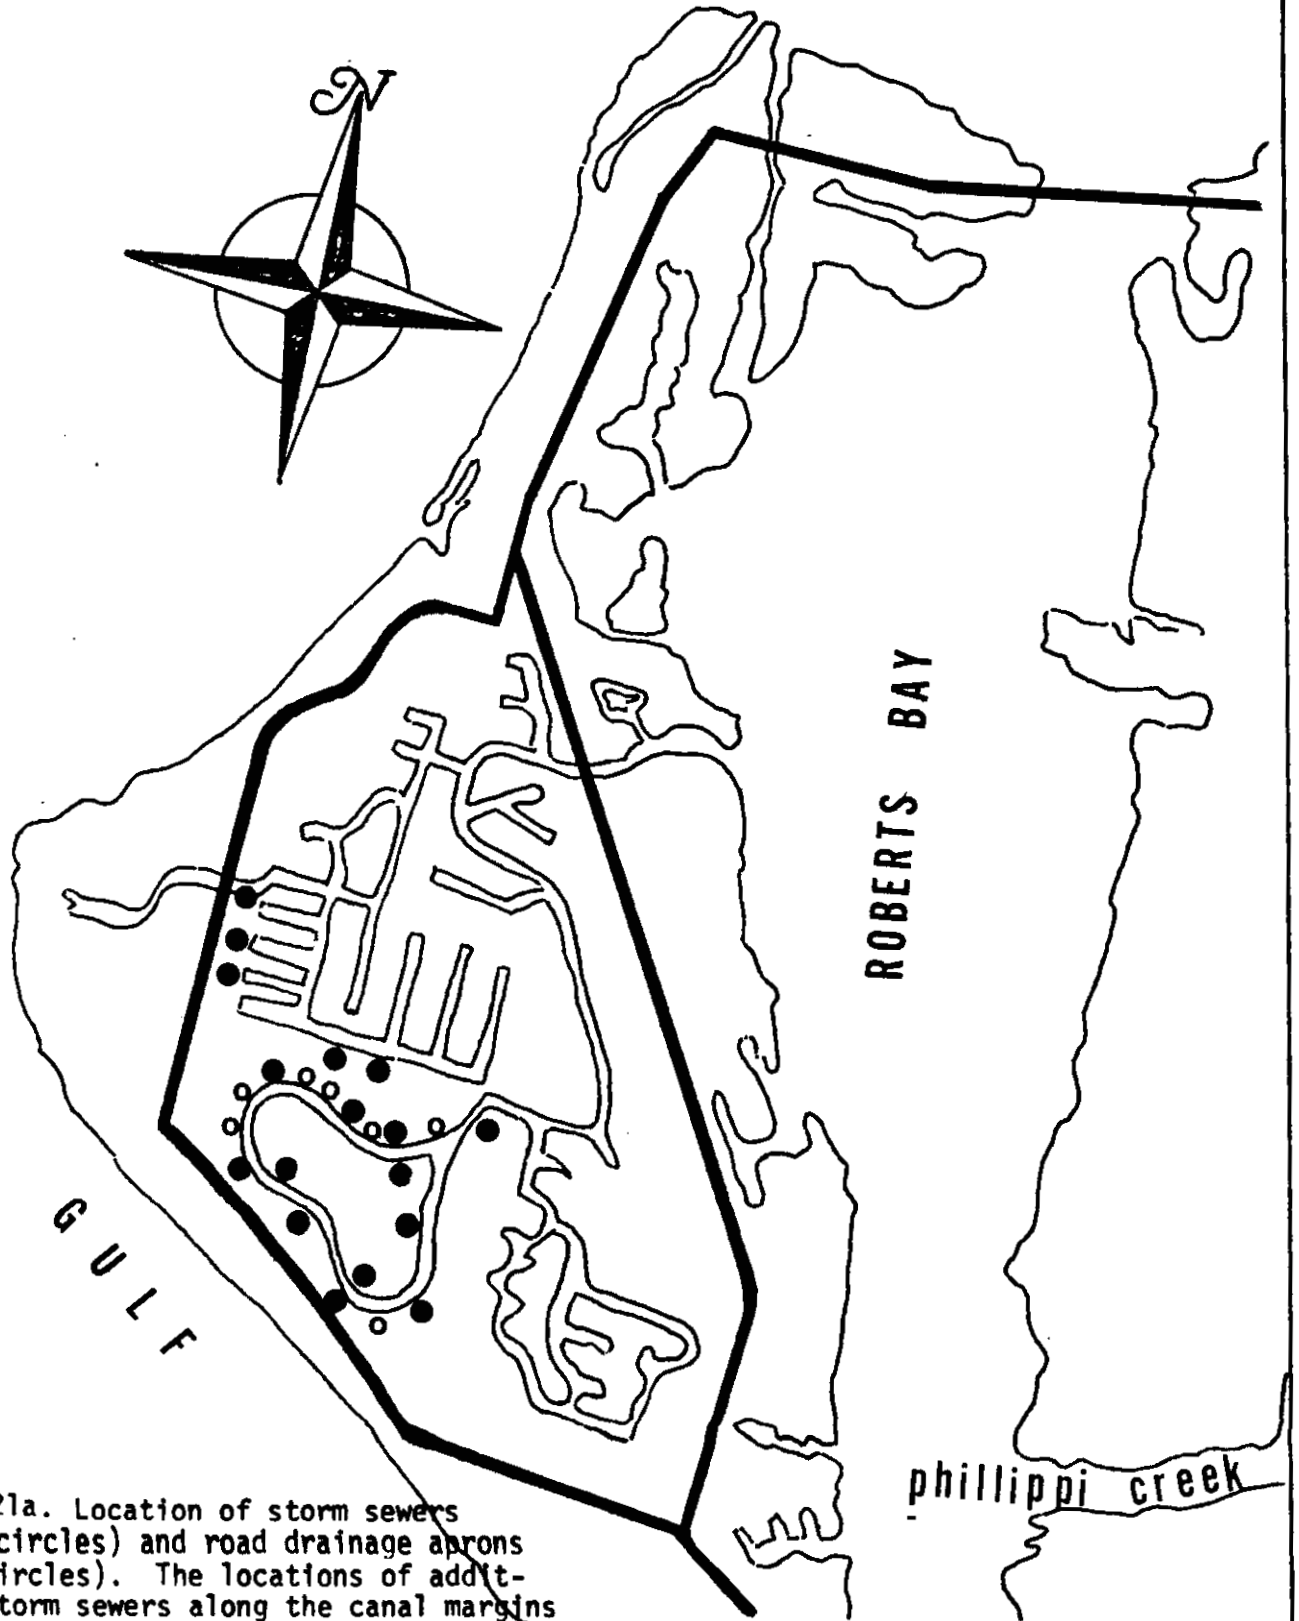 N
ROBERTS BAY
GULF
phillippi creek
21a. Location of storm sewers
circles) and road drainage aprons
ircles). The locations of addit-
torm sewers along the canal margins